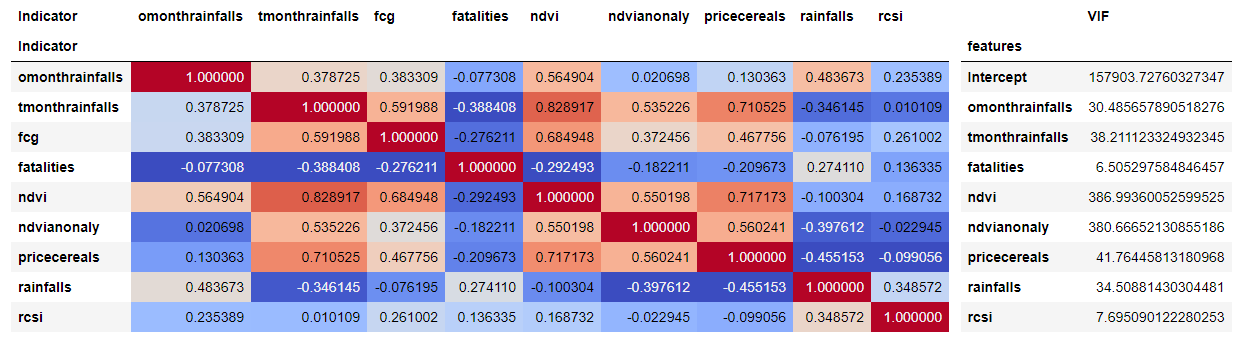 Indicator omonthrainfalls tmonthrainfalls fcg fatalities ndvi ndvianonaly pricecereals rainfalls rcsi VIF
Indicator features
omonthrainfalls 1.000000 0.378725 0.383309 -0.077308 0.564904 0.020698 0.130363 0.483673 0.235389 Intercept 157903.72760327347
tmonthrainfalls 0.378725 1.000000 0.591988 -0.388408 0.828917 0.535226 0.710525 -0.346145 0.010109 omonthrainfalls 30.485657890518276
fcg 0.383309 0.591988 1.000000 -0.276211 0.684948 0.372456 0.467756 -0.076195 0.261002 tmonthrainfalls 38.211123324932345
fatalities -0.077308 -0.388408 -0.276211 1.000000 -0.292493 -0.182211 -0.209673 0.274110 0.136335 fatalities 6.505297584846457
ndvi 0.564904 0.828917 0.684948 -0.292493 1.000000 0.550198 0.717173 -0.100304 0.168732 ndvi 386.99360052599525
ndvianonaly 0.020698 0.535226 0.372456 -0.182211 0.550198 1.000000 0.560241 -0.397612 -0.022945 ndvianonaly 380.66652130855186
pricecereals 0.130363 0.710525 0.467756 -0.209673 0.717173 0.560241 1.000000 -0.455153 -0.099056 pricecereals 41.76445813180968
rainfalls 0.483673 -0.346145 -0.076195 0.274110 -0.100304 -0.397612 -0.455153 1.000000 0.348572 rainfalls 34.50881430304481
rcsi 0.235389 0.010109 0.261002 0.136335 0.168732 -0.022945 -0.099056 0.348572 1.000000 rcsi 7.695090122280253